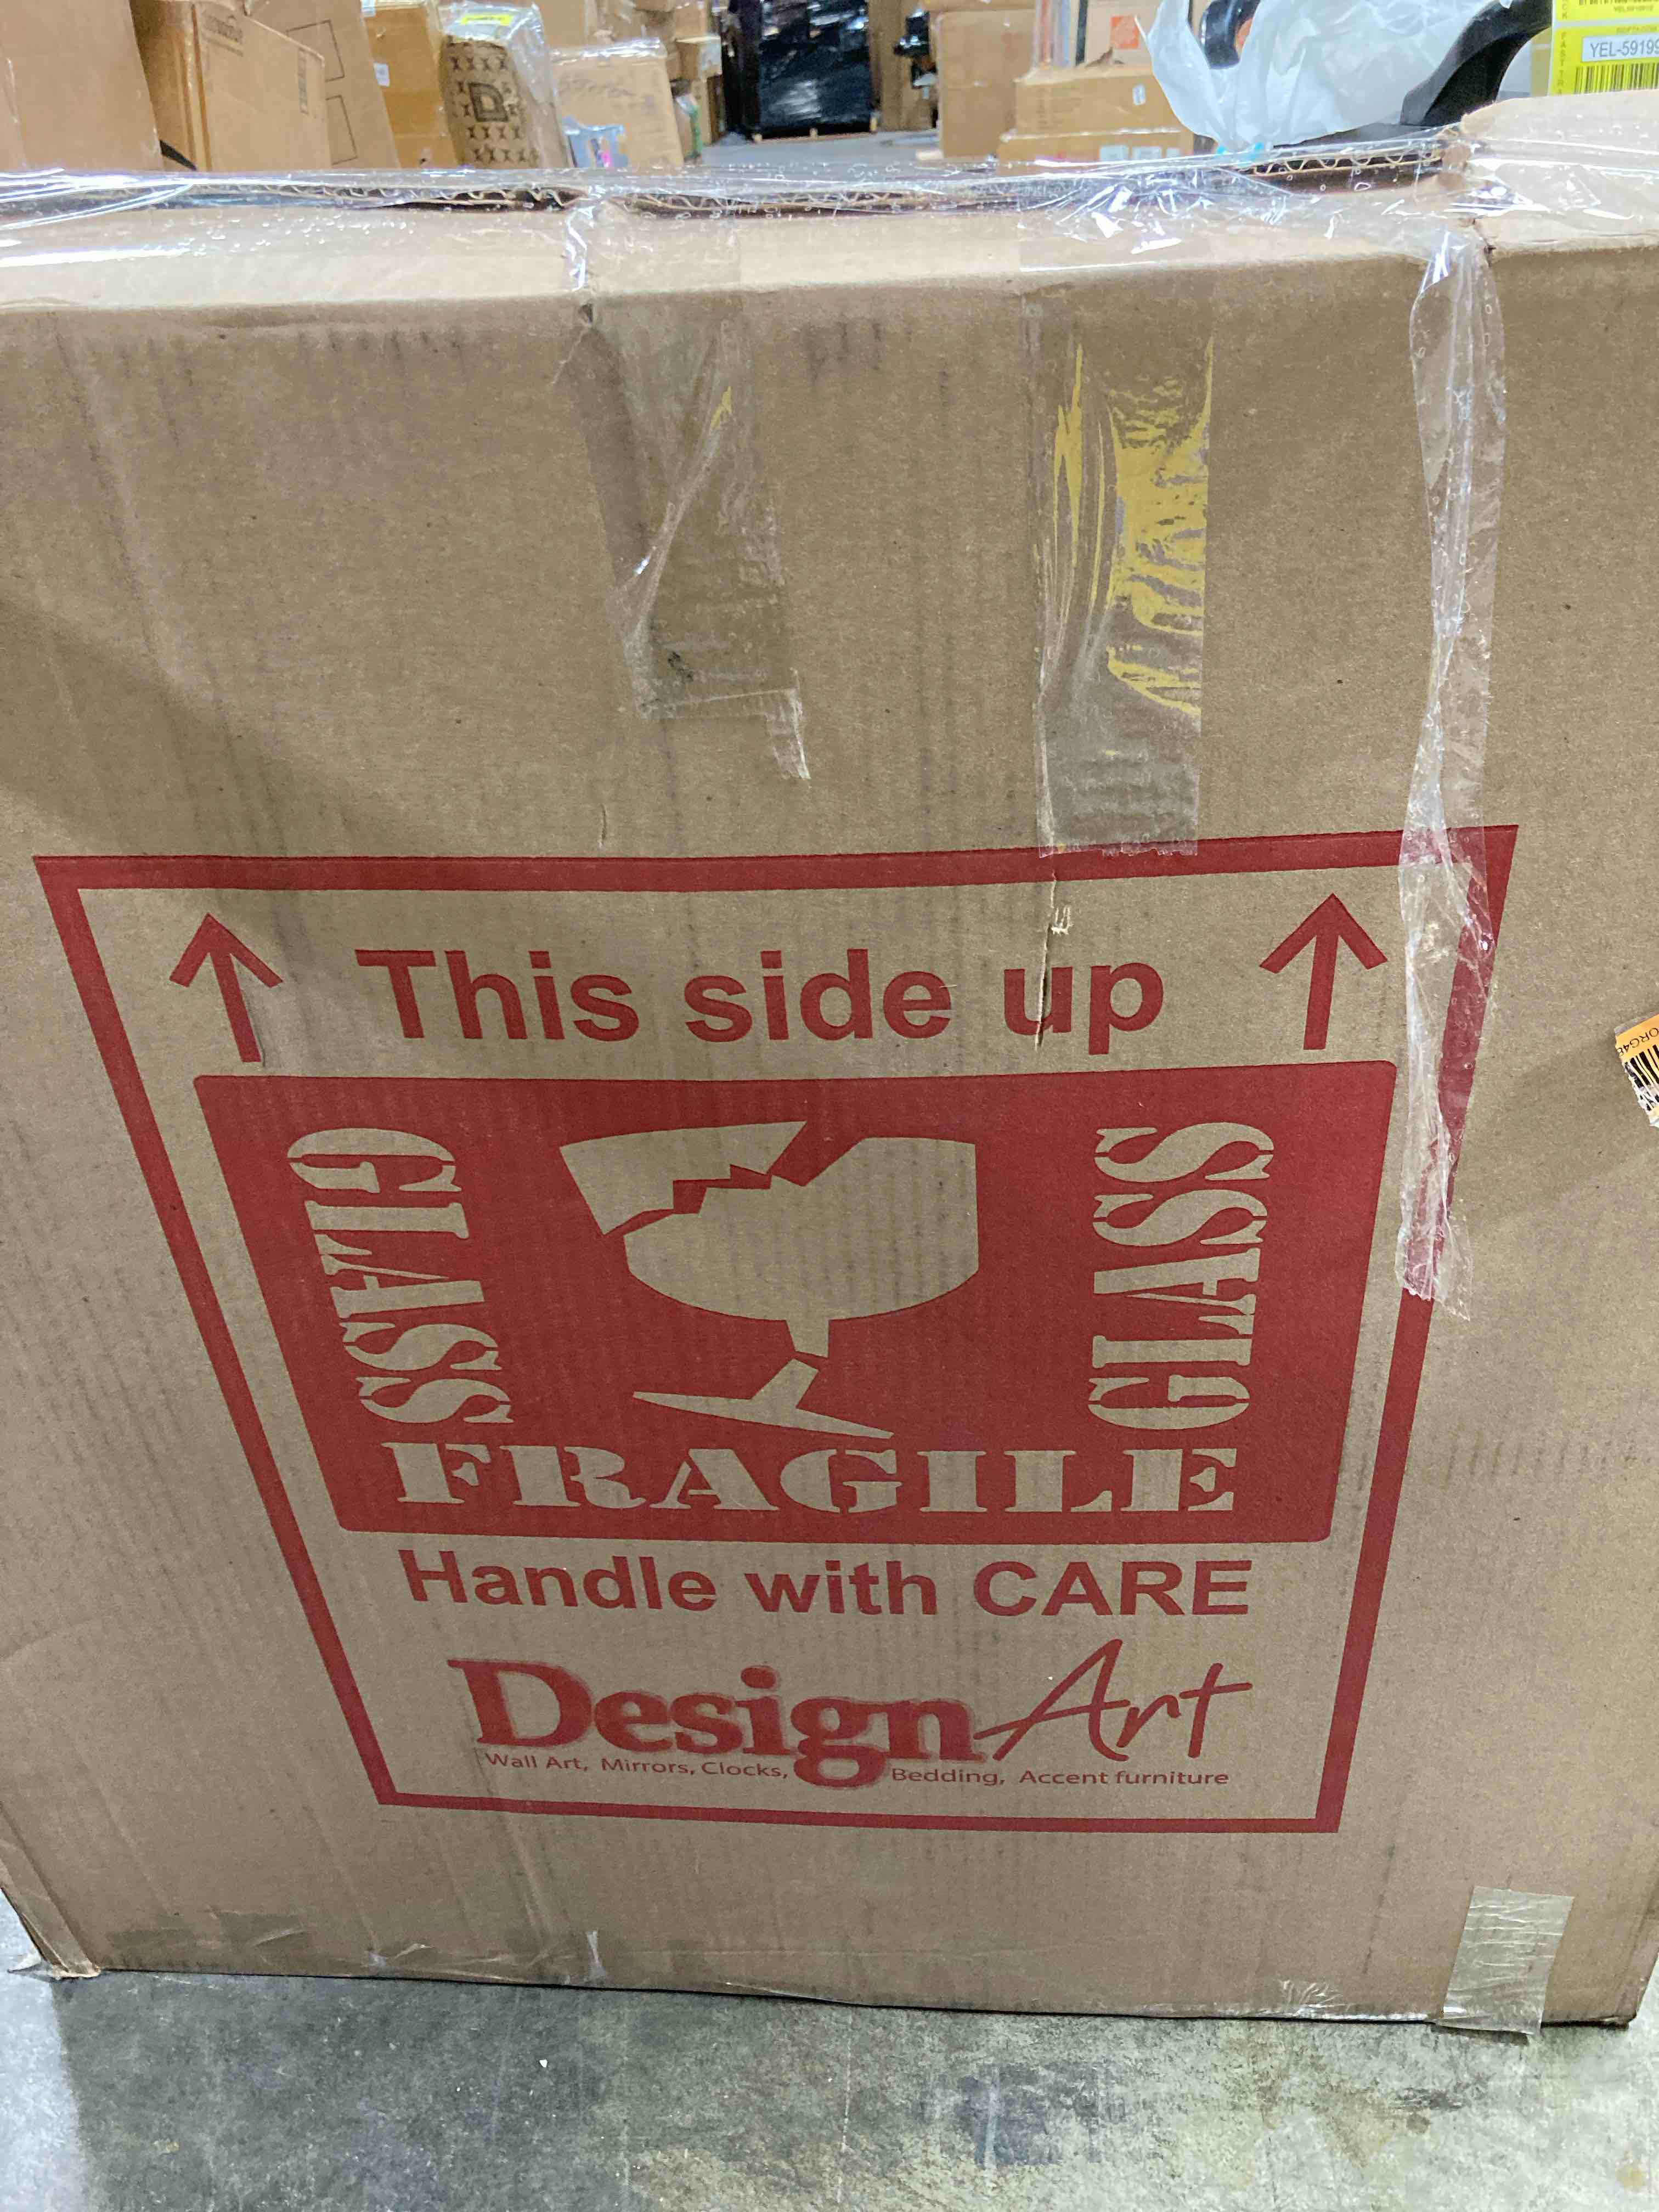 D
YEL-59199
This side up
GLASS
GLASS
FRAGILE
Handle with CARE
DesignArt
Wall Art, Mirrors, Clocks, Bedding, Accent furniture